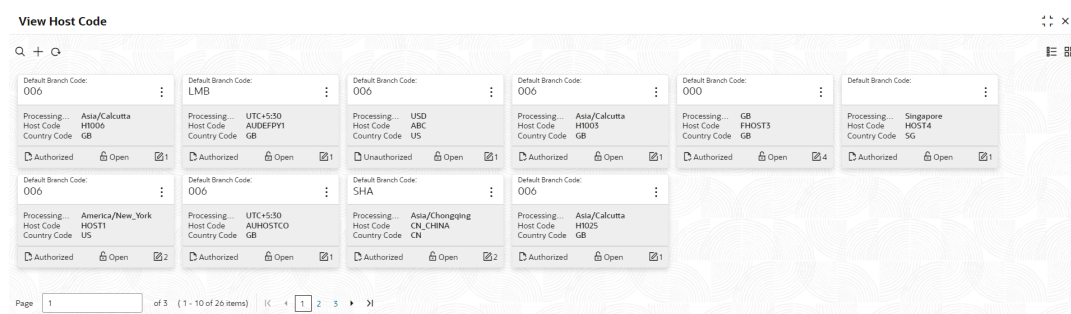 View Host Code
Default Branch Code:
006
Processing... Asia/Calcutta
Host Code H1006
Country Code GB
Authorized Open 1
Default Branch Code:
LMB
Processing... UTC+5:30
Host Code AUDEFPY1
Country Code GB
Authorized Open 1
Default Branch Code:
006
Processing... USD
Host Code ABC
Country Code US
Unauthorized Open 1
Default Branch Code:
006
Processing... Asia/Calcutta
Host Code H1003
Country Code GB
Authorized Open 1
Default Branch Code:
000
Processing... GB
Host Code FHOST3
Country Code GB
Authorized Open 4
Default Branch Code:
Processing... Singapore
Host Code HOST4
Country Code SG
Authorized Open 1
Default Branch Code:
006
Processing... America/New_York
Host Code HOST1
Country Code US
Authorized Open 2
Default Branch Code:
006
Processing... UTC+5:30
Host Code AUHOSTCO
Country Code GB
Authorized Open 1
Default Branch Code:
SHA
Processing... Asia/Chongqing
Host Code CN_CHINA
Country Code CN
Authorized Open 2
Default Branch Code:
006
Processing... Asia/Calcutta
Host Code H1025
Country Code GB
Authorized Open 1
Page 1 of 3 (1 - 10 of 26 items) 1 2 3